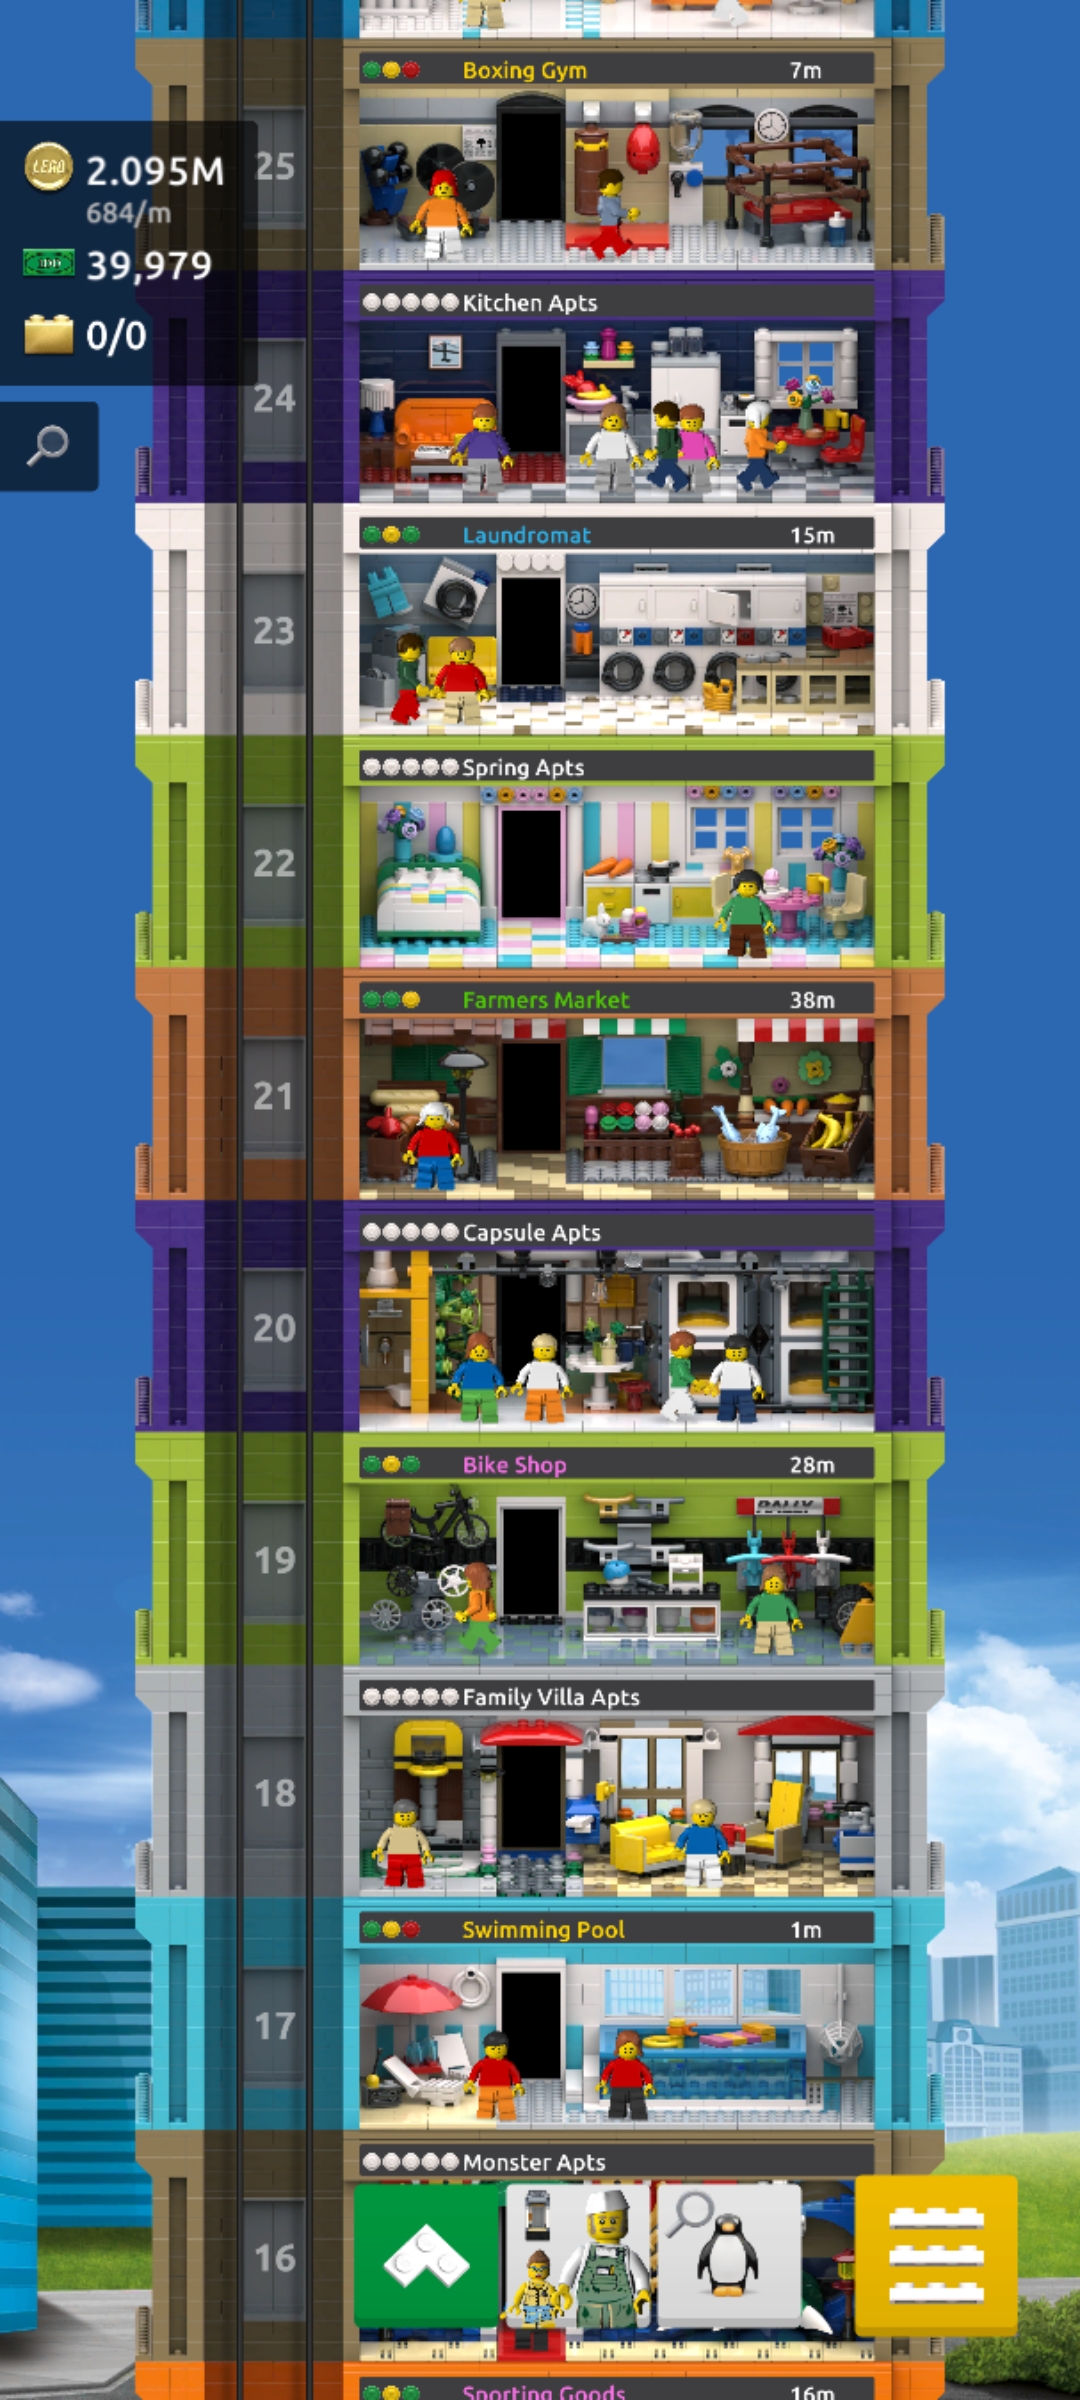 Boxing Gym 7m
25
LEGO 2.095M
684/m
39,979
0/0
Kitchen Apts
24
Laundromat 15m
23
Spring Apts
22
Farmers Market 38m
21
Capsule Apts
20
Bike Shop 28m
RALLY
19
Family Villa Apts
18
Swimming Pool 1m
17
Monster Apts
16
Sporting Goods 16m